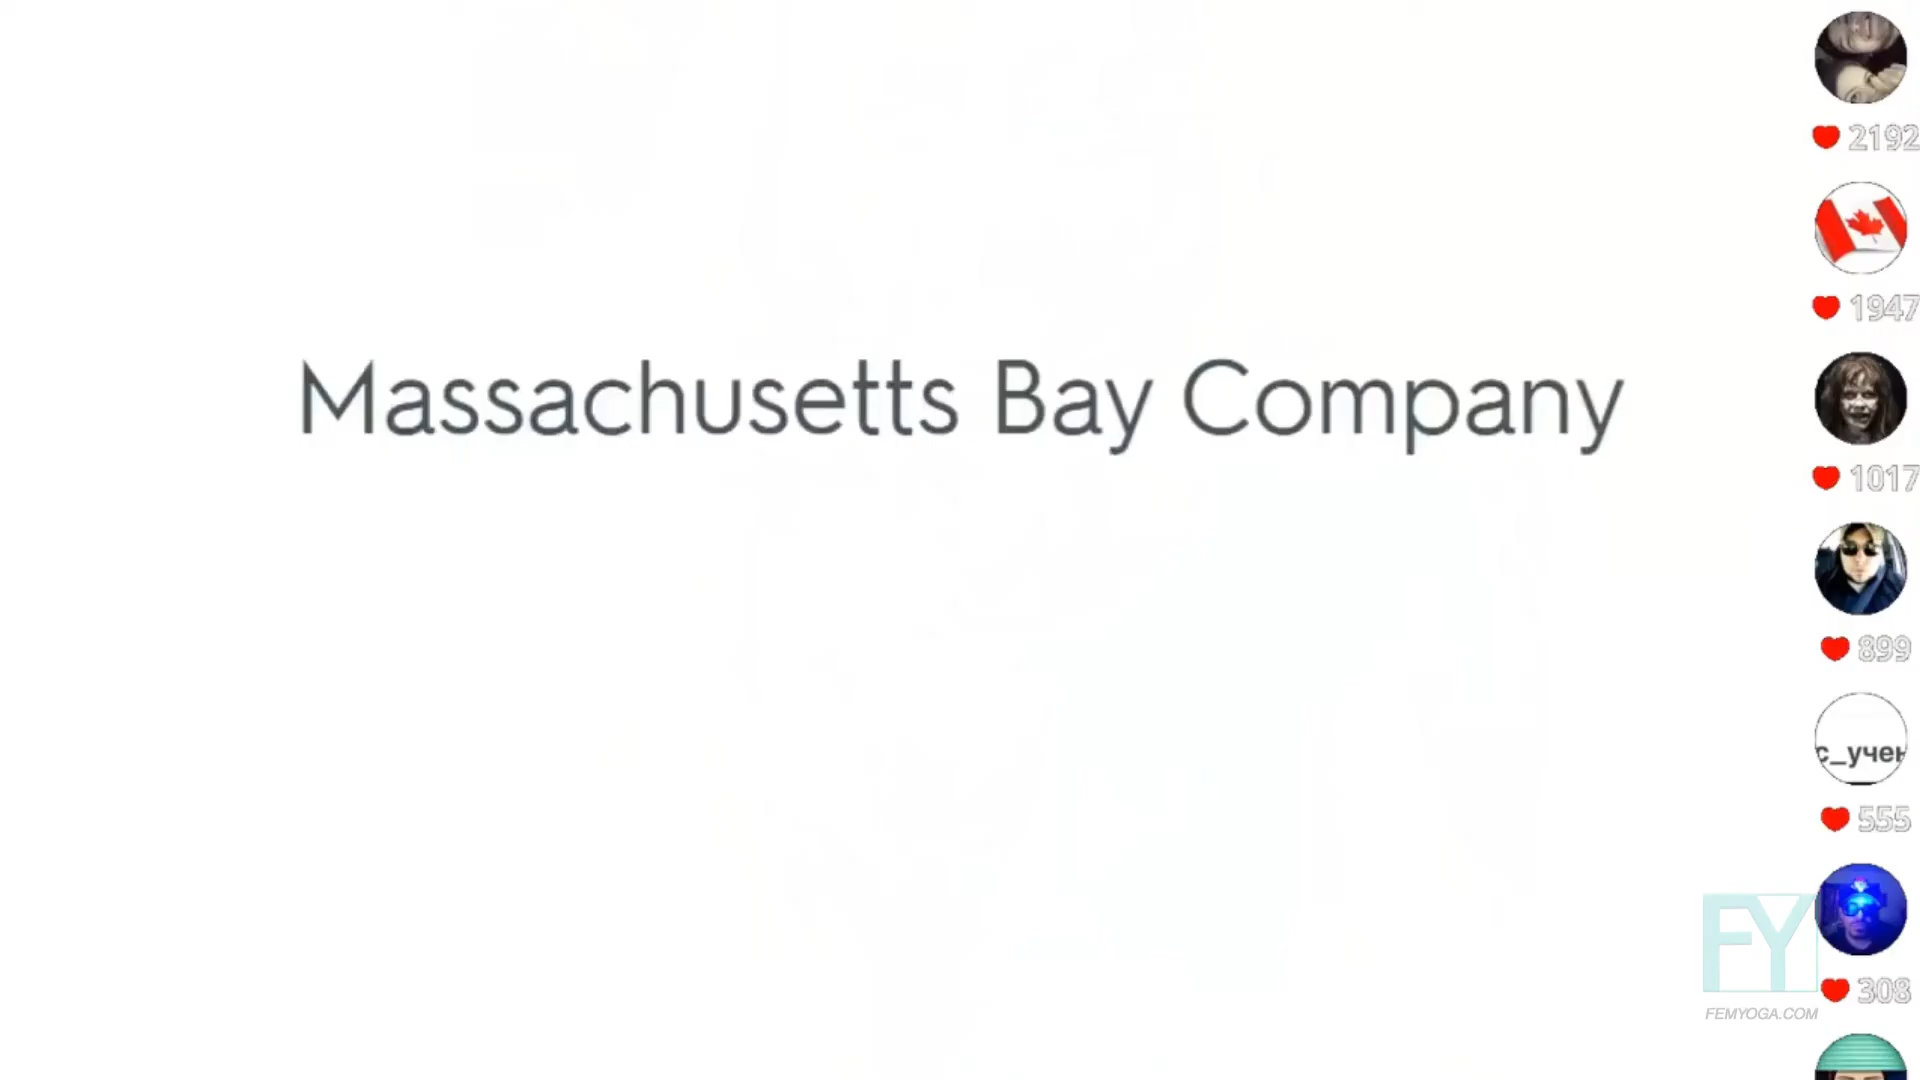 Massachusetts Bay Company
2192
1947
1017
899
с_учен
555
308
FY
FEMYOGA.COM